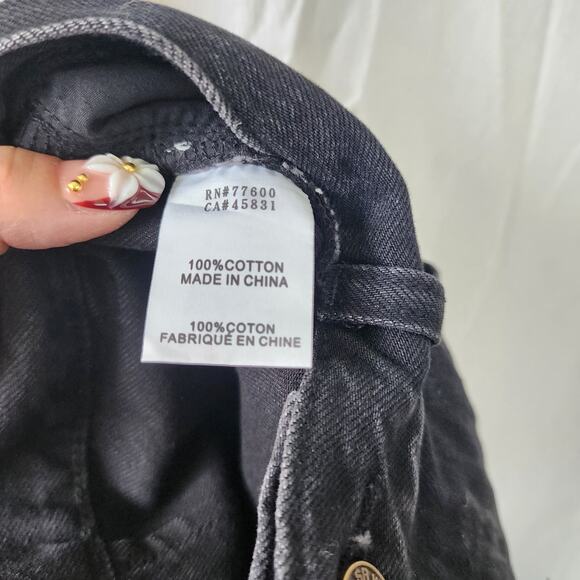 RN#77600
CA#45831
100%COTTON
MADE IN CHINA
100%COTON
FABRIQUÉ EN CHINE